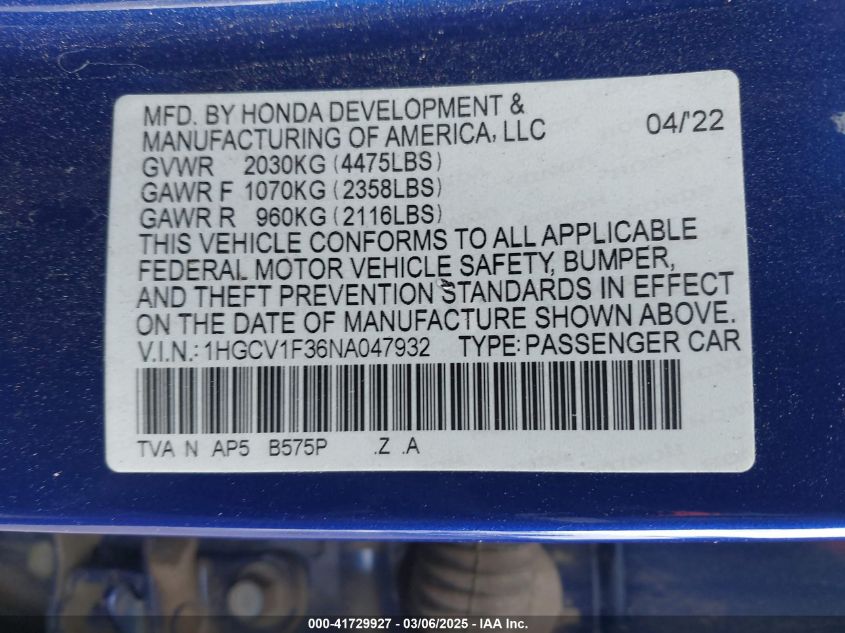 MFD. BY HONDA DEVELOPMENT &
MANUFACTURING OF AMERICA, LLC 04/'22
GVWR 2030KG (4475LBS)
GAWR F 1070KG (2358LBS)
GAWR R 960KG (2116LBS)
THIS VEHICLE CONFORMS TO ALL APPLICABLE
FEDERAL MOTOR VEHICLE SAFETY, BUMPER,
AND THEFT PREVENTION STANDARDS IN EFFECT
ON THE DATE OF MANUFACTURE SHOWN ABOVE.
V.I.N.: 1HGCV1F36NA047932 TYPE: PASSENGER CAR
TVA N AP5 B575P .Z .A
000-41729927 - 03/06/2025 - IAA Inc.